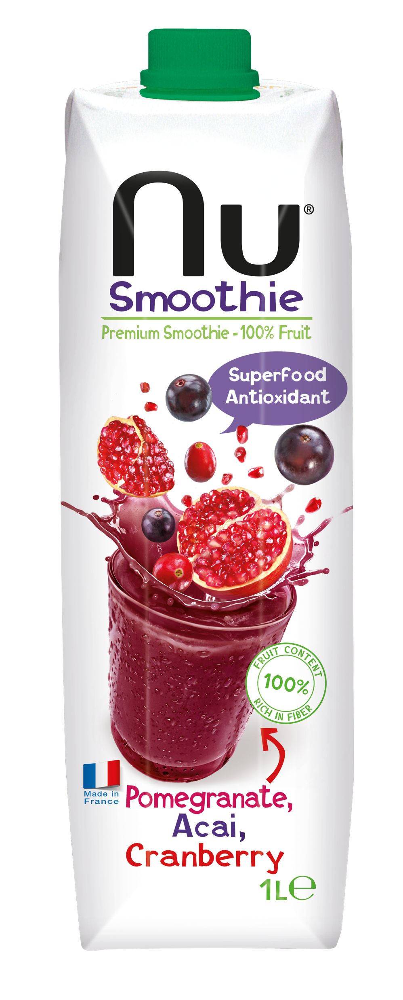 nu®
Smoothie
Premium Smoothie - 100% Fruit
Superfood
Antioxidant
FRUIT CONTENT
100%
RICH IN FIBER
Made in
France
Pomegranate,
Acai,
Cranberry
1L℮